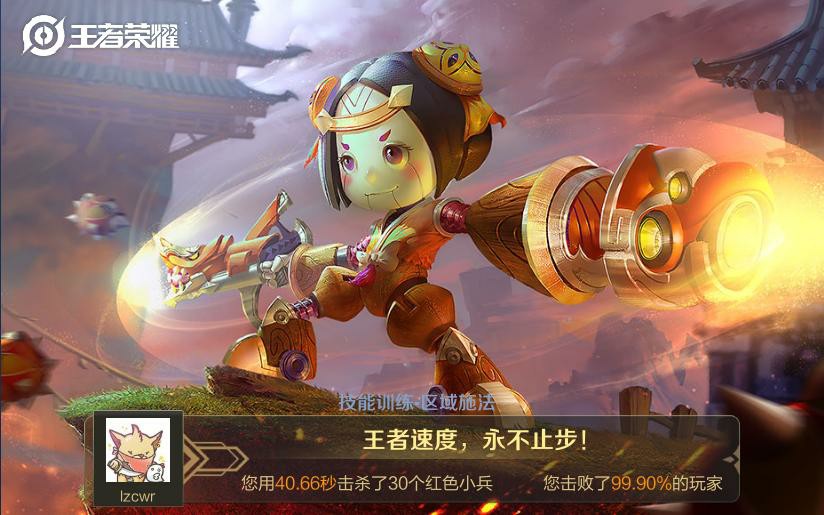 王者荣耀
技能训练-区域施法
王者速度，永不止步！
您用40.66秒击杀了30个红色小兵 您击败了99.90%的玩家
lzcwr